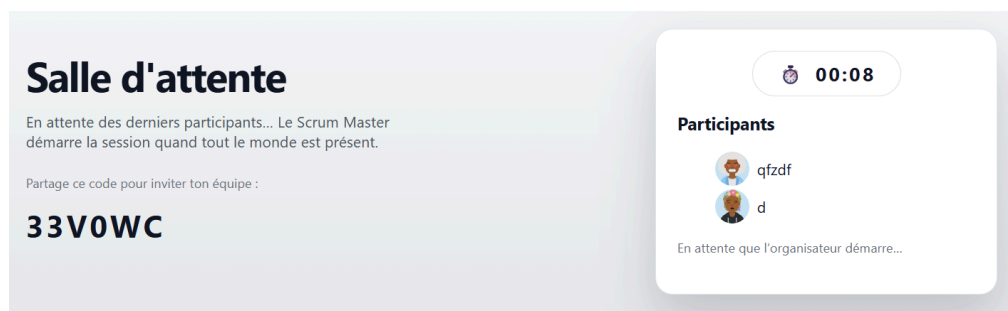 Salle d'attente
En attente des derniers participants... Le Scrum Master
démarre la session quand tout le monde est présent.
Partage ce code pour inviter ton équipe :
33V0WC
00:08
Participants
qfzdf
d
En attente que l'organisateur démarre...